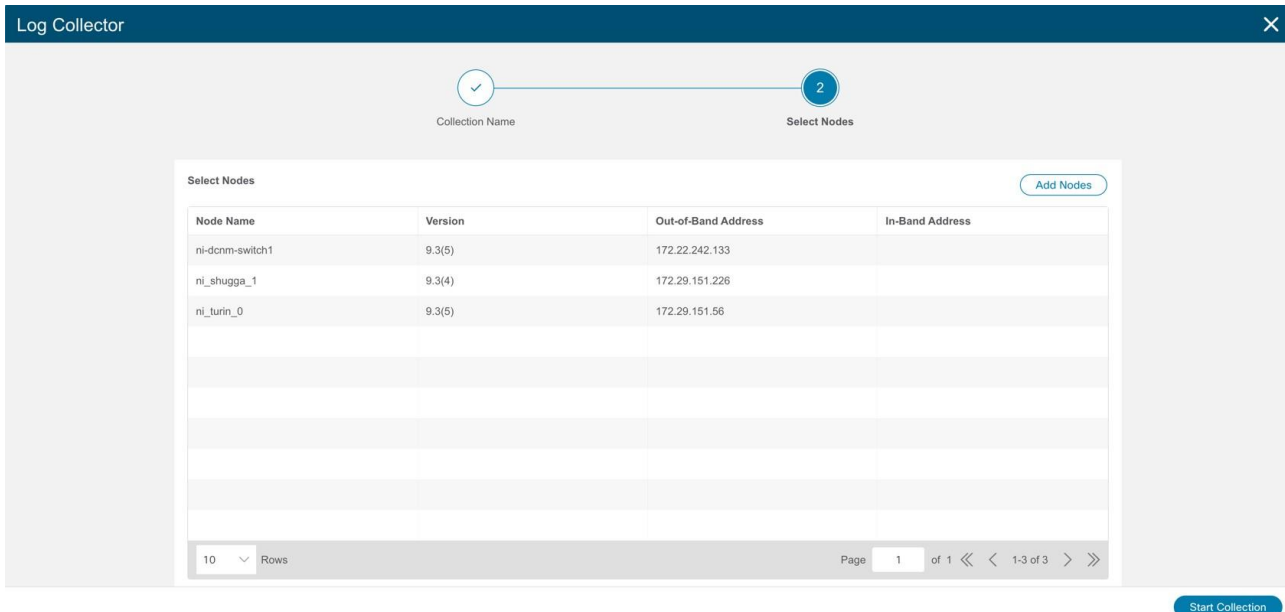 Log Collector
2
Collection Name Select Nodes
Select Nodes Add Nodes
Node Name Version Out-of-Band Address In-Band Address
ni-dcnm-switch1 9.3(5) 172.22.242.133
ni_shugga_1 9.3(4) 172.29.151.226
ni_turin_0 9.3(5) 172.29.151.56
10 Rows Page 1 of 1 1-3 of 3
Start Collection